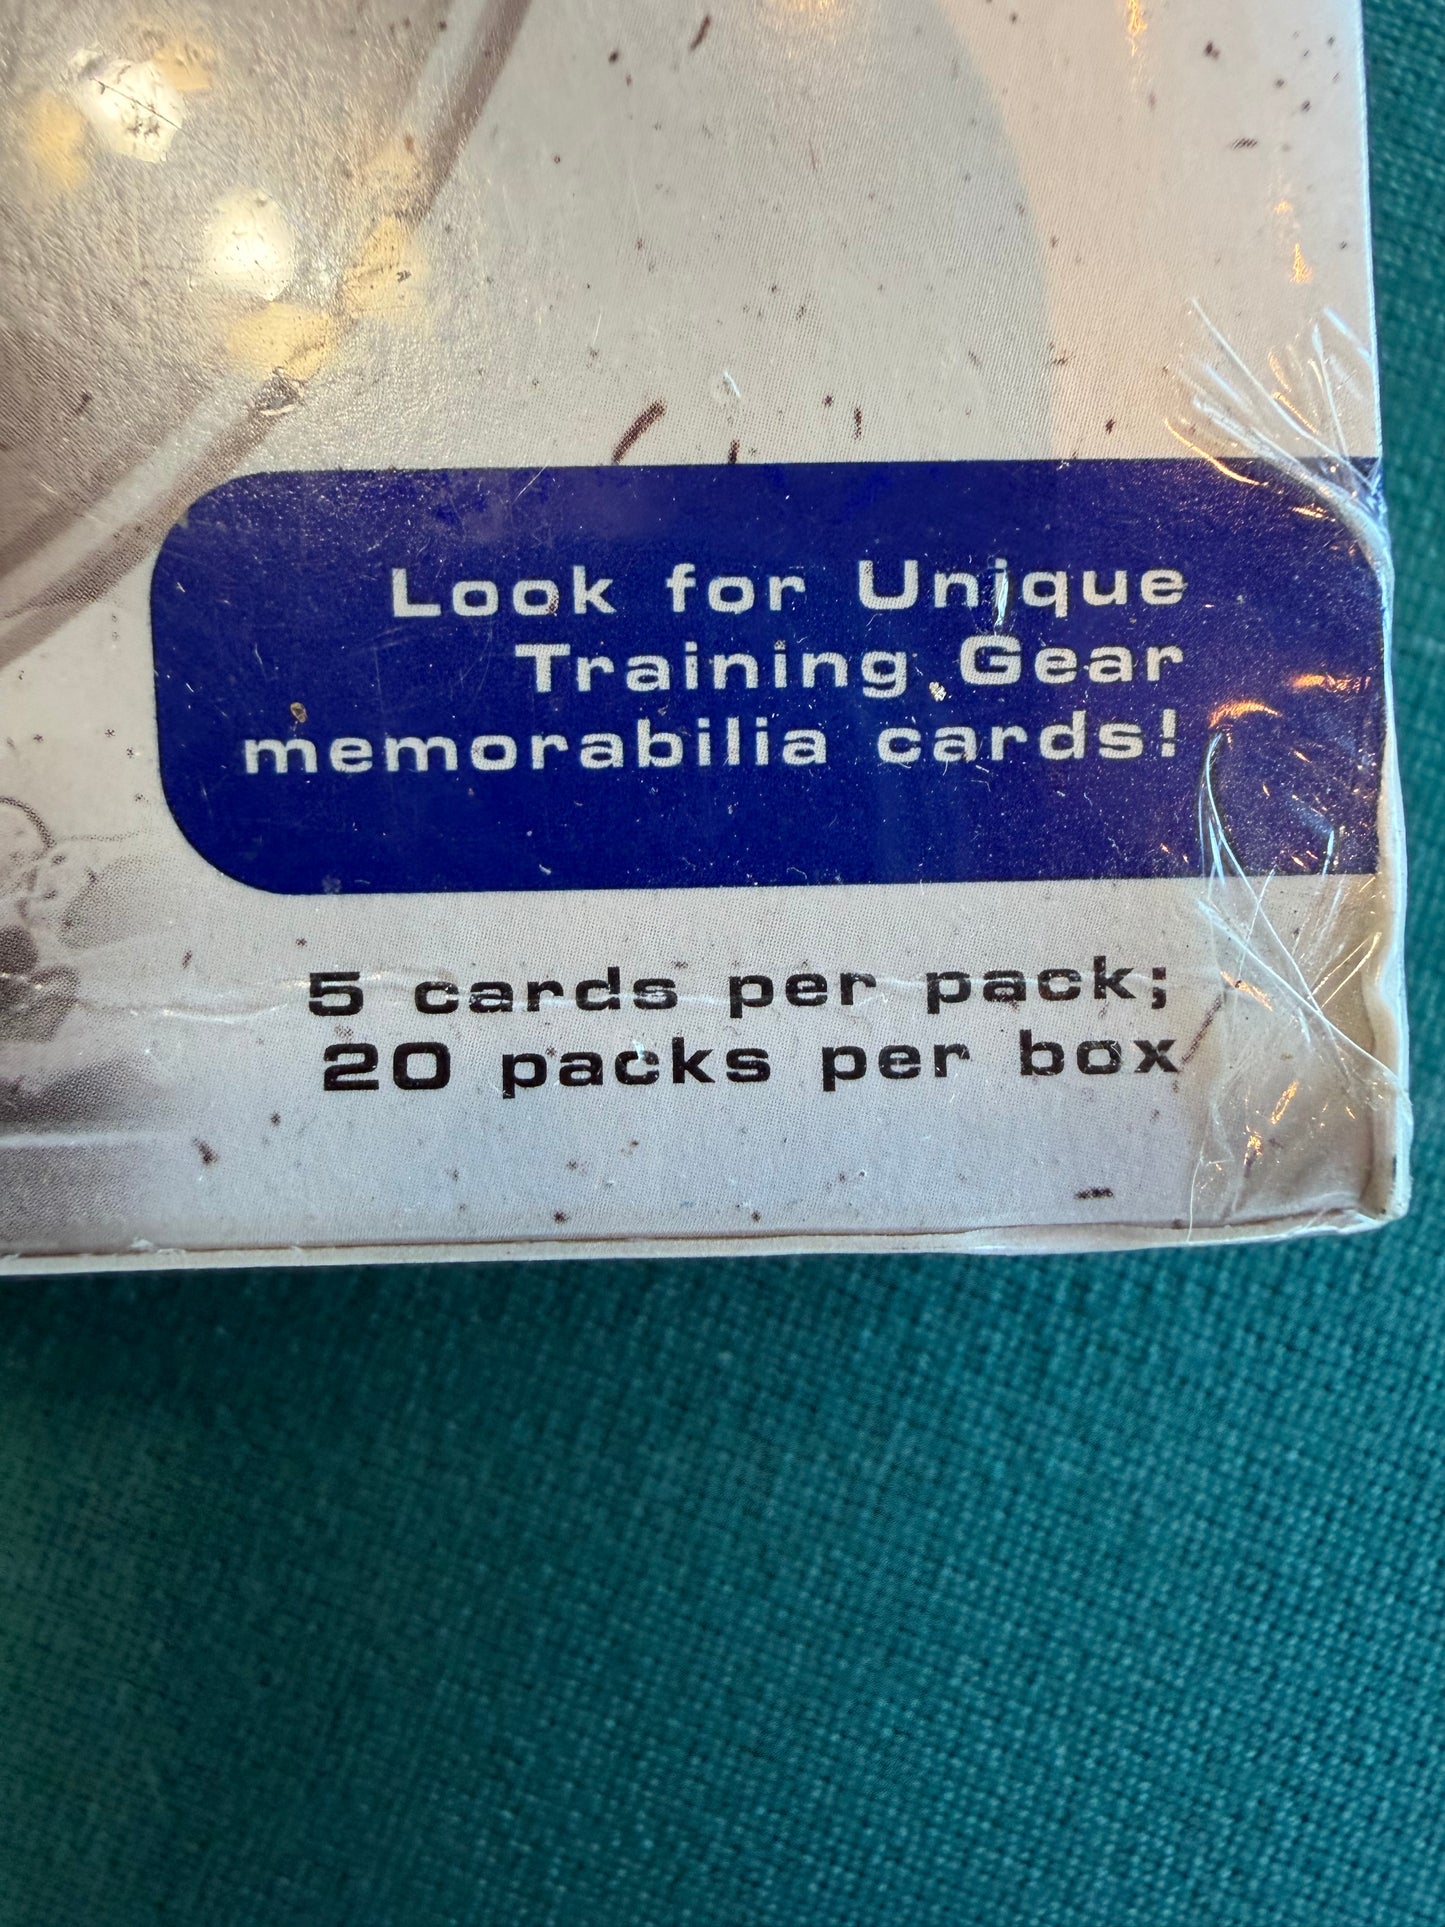 Look for Unique
Training Gear
memorabilia cards!
5 cards per pack;
20 packs per box